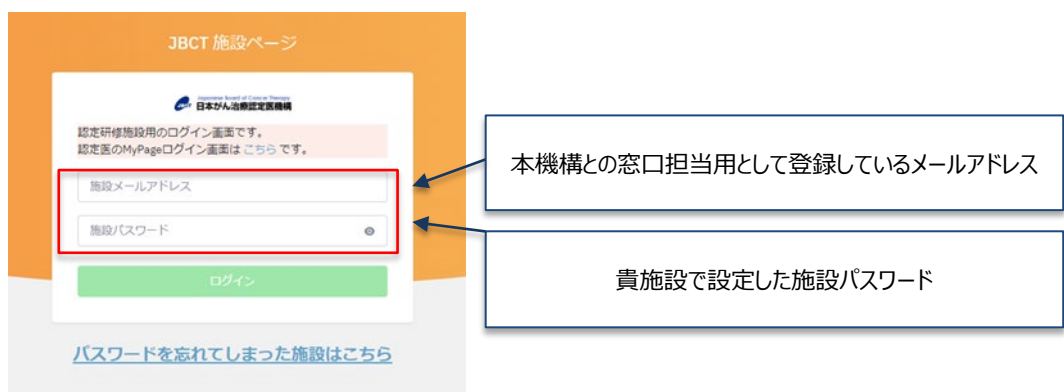 JBCT 施設ページ
Japanese Board of Cancer Therapy
日本がん治療認定医機構
認定研修施設用のログイン画面です。
認定医のMyPageログイン画面は こちら です。
施設メールアドレス
施設パスワード
ログイン
パスワードを忘れてしまった施設はこちら
本機構との窓口担当用として登録しているメールアドレス
貴施設で設定した施設パスワード